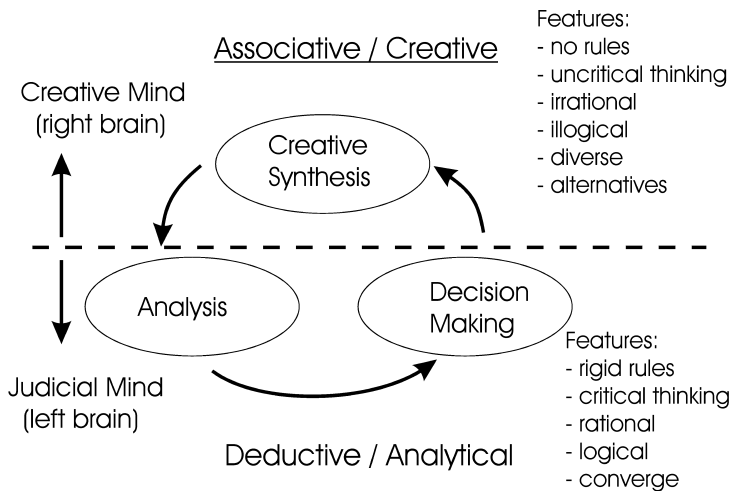 Associative / Creative
Features:
- no rules
- uncritical thinking
- irrational
- illogical
- diverse
- alternatives
Creative Mind
(right brain)
Creative
Synthesis
Analysis
Decision
Making
Judicial Mind
(left brain)
Features:
- rigid rules
- critical thinking
- rational
- logical
- converge
Deductive / Analytical